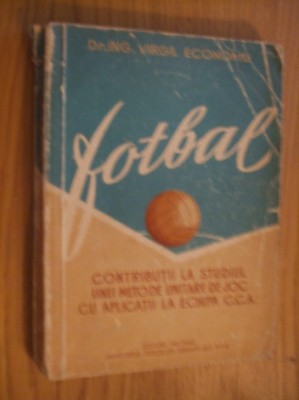 Dr. ING. VIRGIL ECONOMU
fotbal
CONTRIBUȚII LA STUDIUL
UNEI METODE UNITARE DE JOC
CU APLICAȚII LA ECHIPA C.C.A.